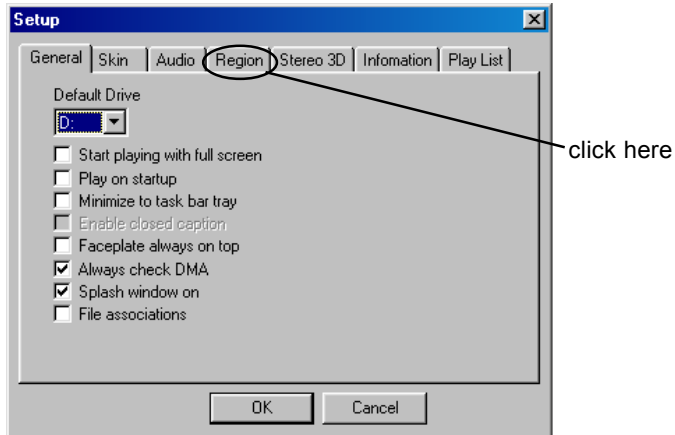 Setup
General Skin Audio Region Stereo 3D Infomation Play List
Default Drive
D:
click here
Start playing with full screen
Play on startup
Minimize to task bar tray
Enable closed caption
Faceplate always on top
Always check DMA
Splash window on
File associations
OK Cancel